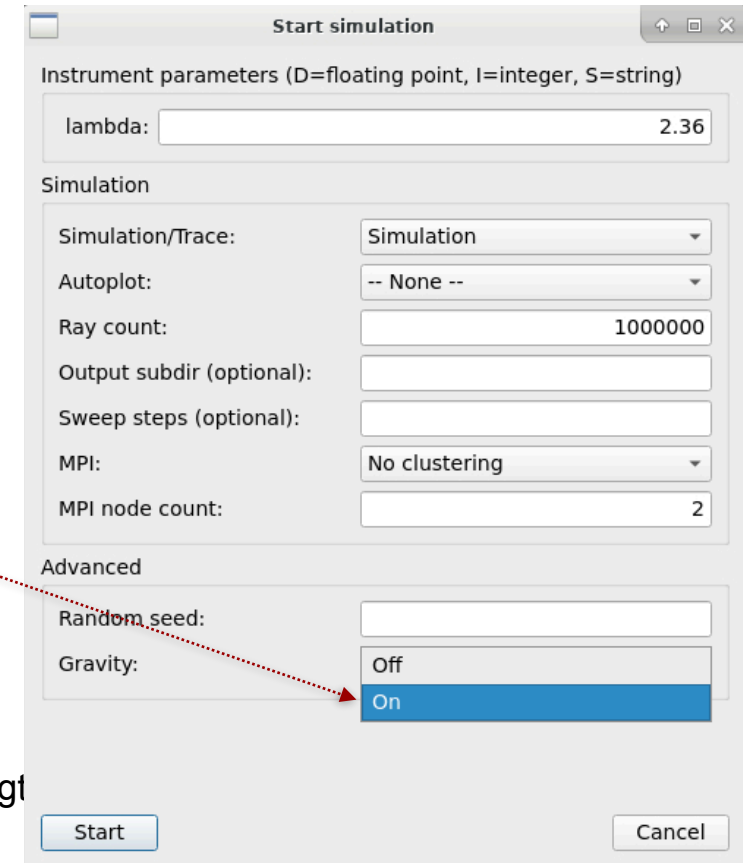 Start simulation
Instrument parameters (D=floating point, I=integer, S=string)
lambda: 2.36
Simulation
Simulation/Trace: Simulation
Autoplot: -- None --
Ray count: 1000000
Output subdir (optional):
Sweep steps (optional):
MPI: No clustering
MPI node count: 2
Advanced
Random seed:
Gravity: Off
On
Start Cancel